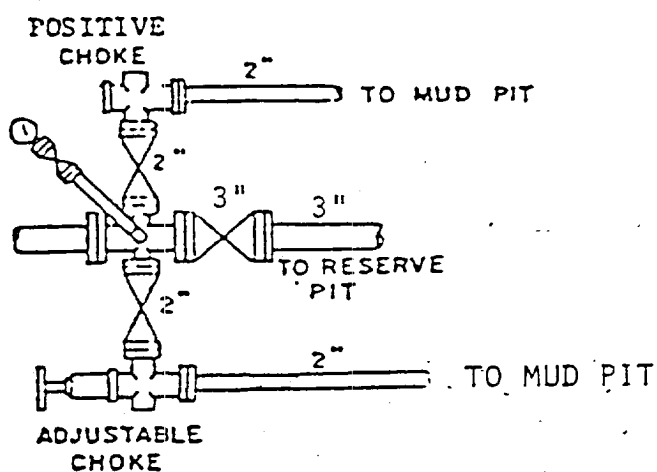 POSITIVE
CHOKE
2"
TO MUD PIT
2"
3"
3"
TO RESERVE
PIT
2"
2"
TO MUD PIT
ADJUSTABLE
CHOKE